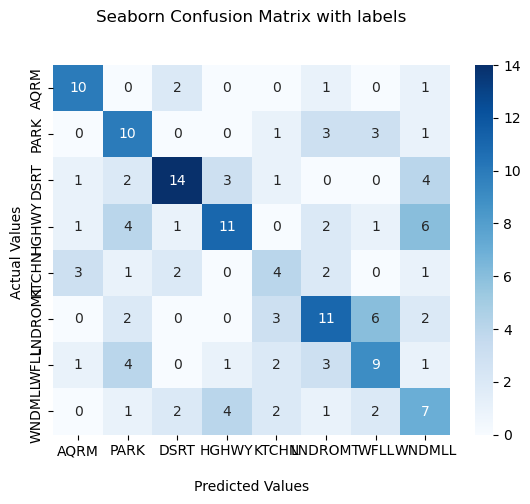 Seaborn Confusion Matrix with labels
AQRM 10 0 2 0 0 1 0 1
PARK 0 10 0 0 1 3 3 1
DSRT 1 2 14 3 1 0 0 4
HGHWY 1 4 1 11 0 2 1 6
KTCHN 3 1 2 0 4 2 0 1
LNDROMT 0 2 0 0 3 11 6 2
WFLL 1 4 0 1 2 3 9 1
WNDMLL 0 1 2 4 2 1 2 7
AQRM PARK DSRT HGHWY KTCHN LNDROMT WFLL WNDMLL
Predicted Values
Actual Values
14
12
10
8
6
4
2
0